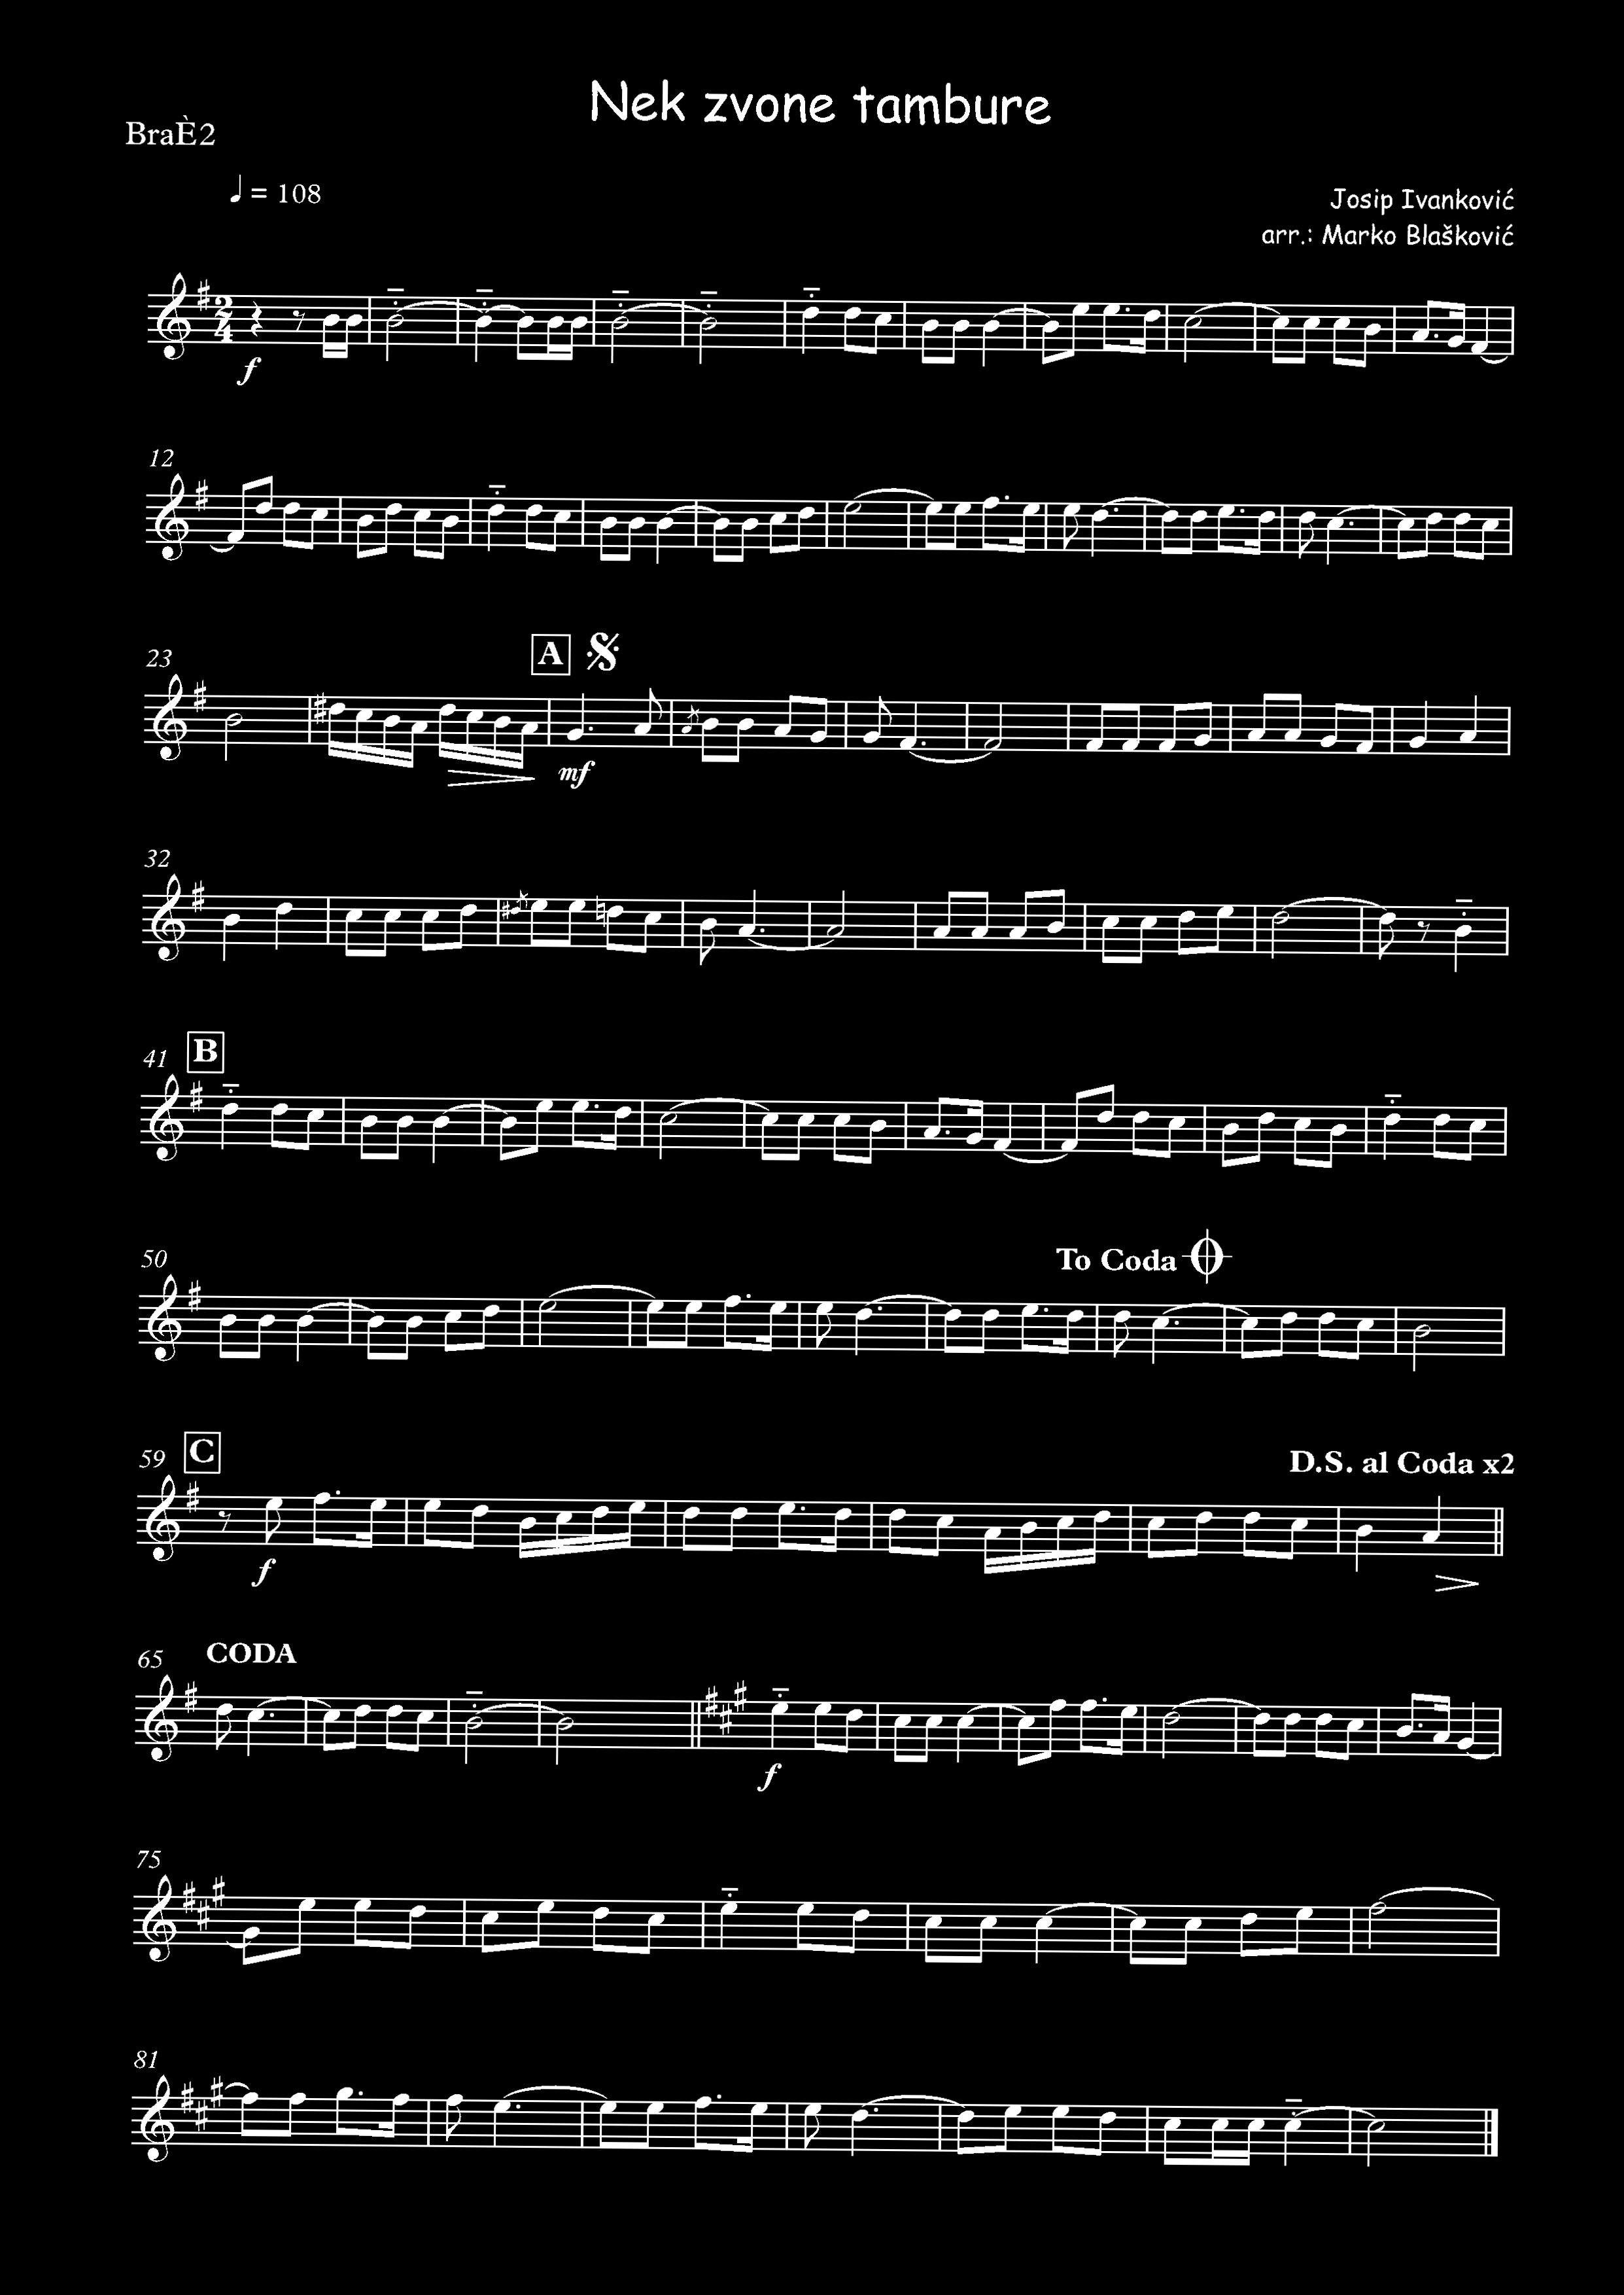 Nek zvone tambure
BraÈ2
♩ = 108
Josip Ivanković
arr.: Marko Blašković
f
12
23
A
mf
32
41
B
50
To Coda
59
C
D.S. al Coda x2
f
65
CODA
f
75
81